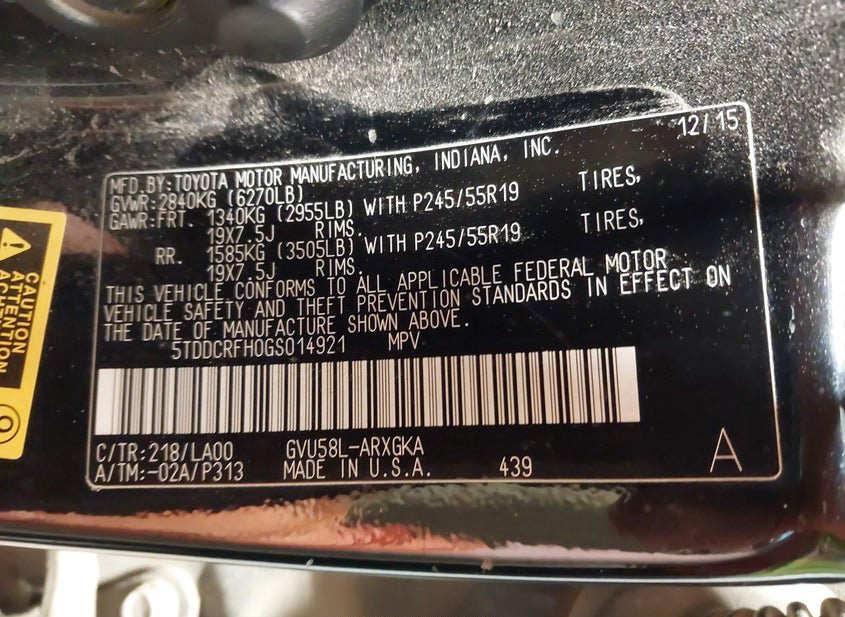 12/15
MFD.BY:TOYOTA MOTOR MANUFACTURING, INDIANA, INC.
GVWR:2840KG (6270LB)
GAWR:FRT. 1340KG (2955LB) WITH P245/55R19 TIRES,
19X7.5J RIMS.
RR. 1585KG (3505LB) WITH P245/55R19 TIRES,
19X7.5J RIMS.
THIS VEHICLE CONFORMS TO ALL APPLICABLE FEDERAL MOTOR
VEHICLE SAFETY AND THEFT PREVENTION STANDARDS IN EFFECT ON
THE DATE OF MANUFACTURE SHOWN ABOVE.
5TDDCRFH0GS014921 MPV
C/TR:218/LA00 GVU58L-ARXGKA
A/TM:-02A/P313 MADE IN U.S.A. 439 A
CAUTION
ATTENTION